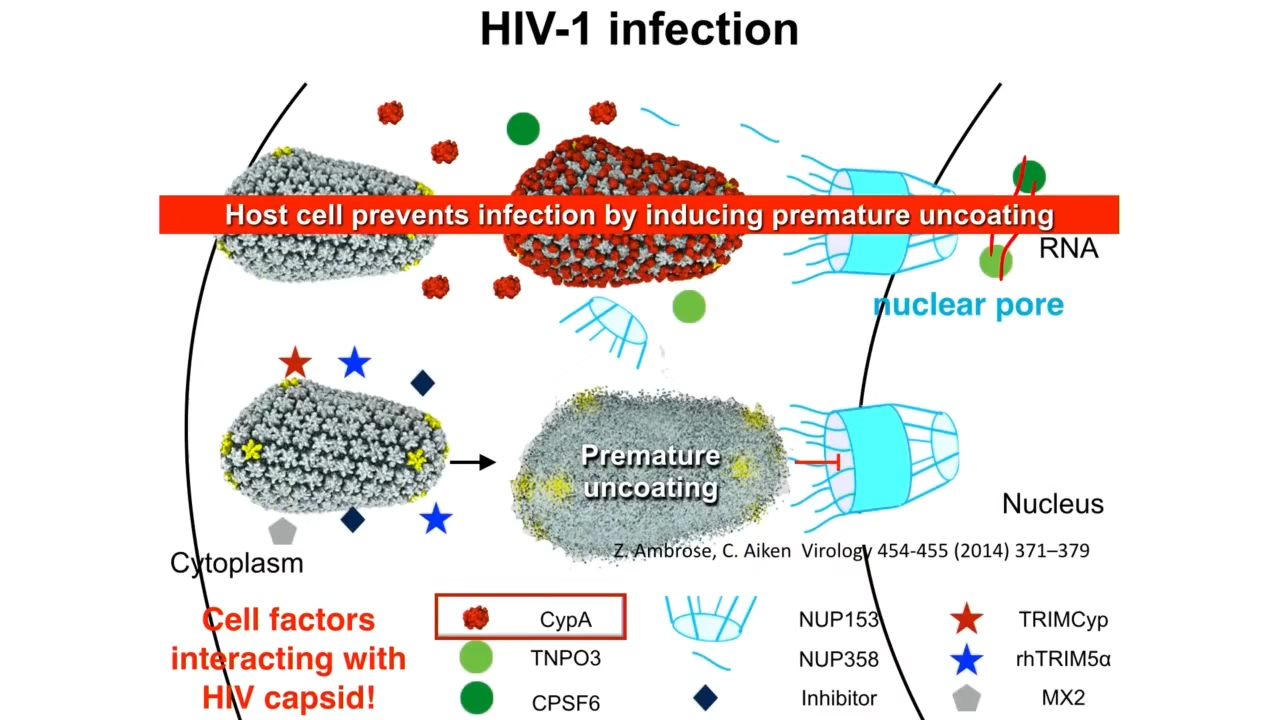 HIV-1 infection
Host cell prevents infection by inducing premature uncoating
RNA
nuclear pore
Premature
uncoating
Nucleus
Z. Ambrose, C. Aiken Virology 454-455 (2014) 371–379
Cytoplasm
Cell factors
interacting with
HIV capsid!
CypA
TNPO3
CPSF6
NUP153
NUP358
Inhibitor
TRIMCyp
rhTRIM5α
MX2